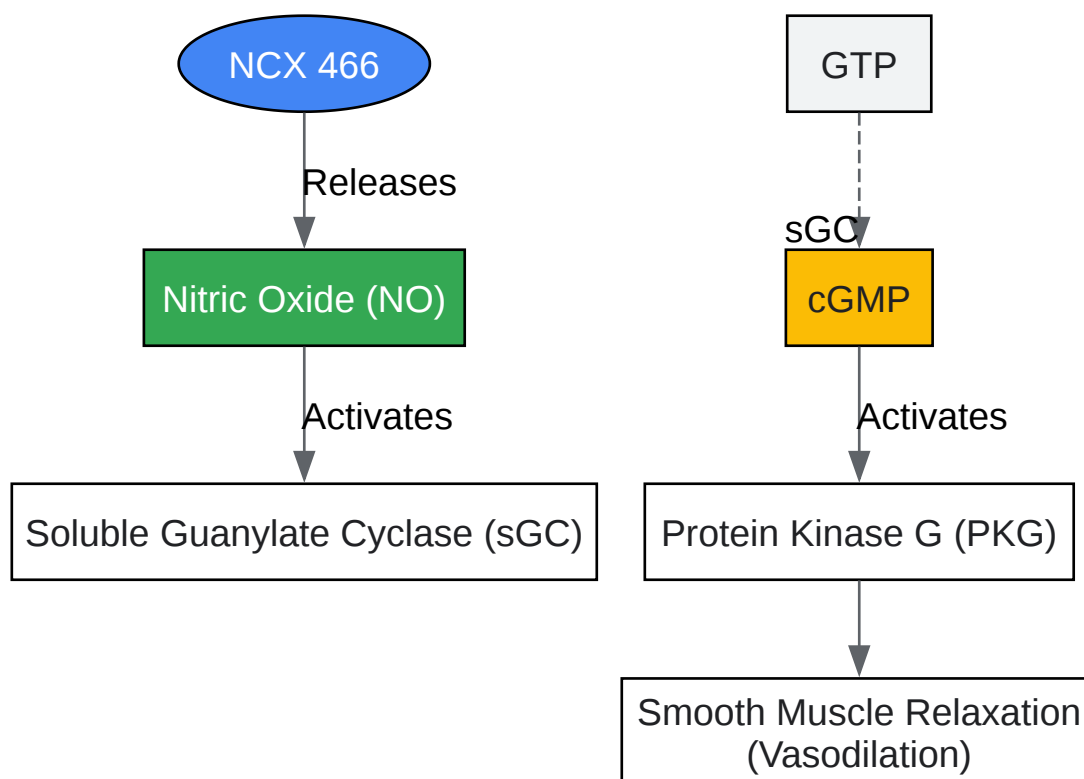 NCX 466
GTP
Releases
sGC
Nitric Oxide (NO)
cGMP
Activates
Activates
Soluble Guanylate Cyclase (sGC)
Protein Kinase G (PKG)
Smooth Muscle Relaxation
(Vasodilation)